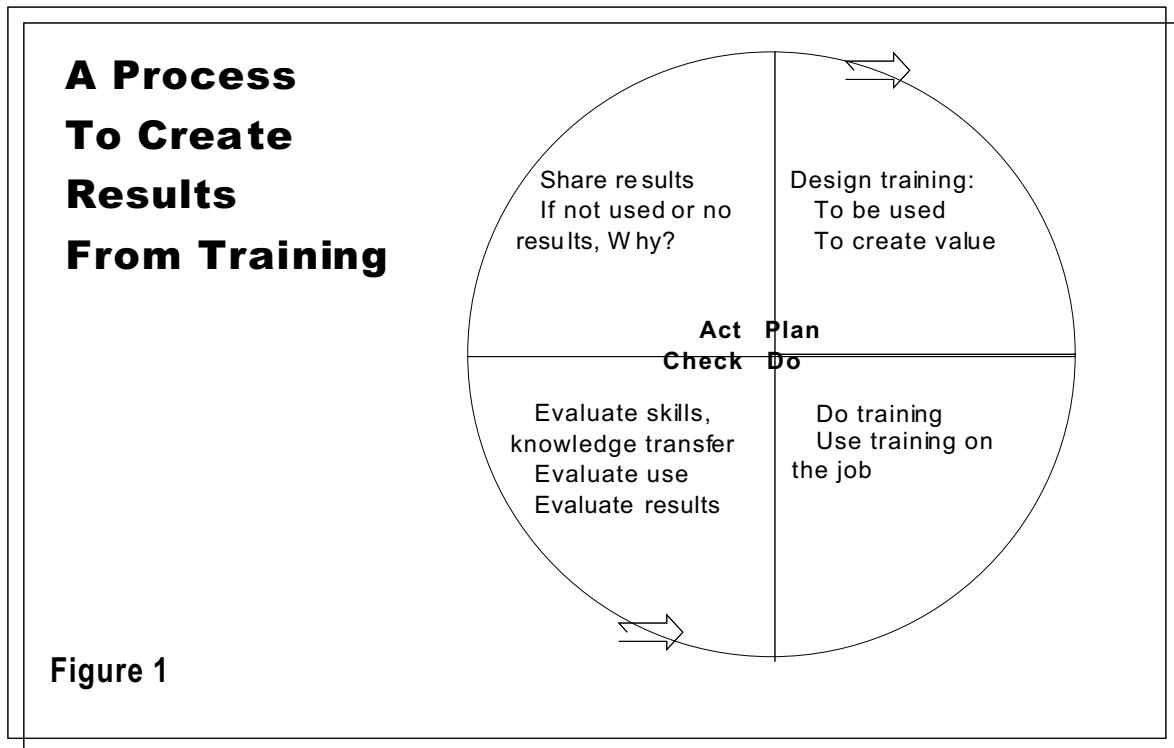 A Process
To Create
Results
From Training
Share results
If not used or no
results, Why?
Design training:
To be used
To create value
Act Plan
Check Do
Evaluate skills,
knowledge transfer
Evaluate use
Evaluate results
Do training
Use training on
the job
Figure 1